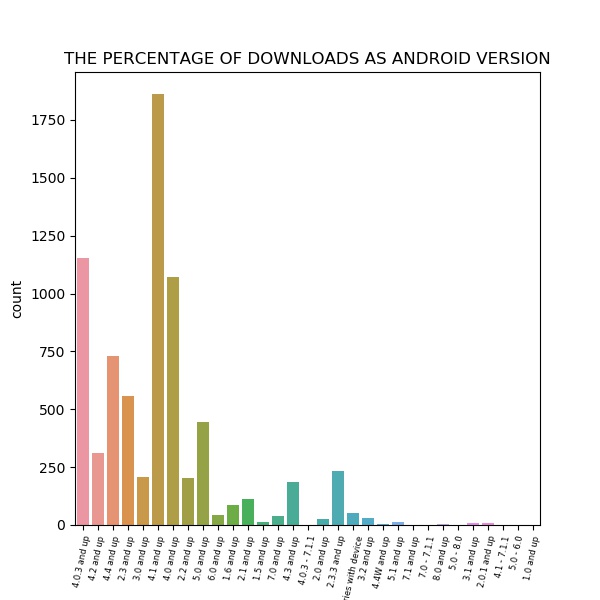 THE PERCENTAGE OF DOWNLOADS AS ANDROID VERSION
1750
1500
1250
1000
750
500
250
0
count
4.0.3 and up
4.2 and up
4.4 and up
2.3 and up
3.0 and up
4.1 and up
4.0 and up
2.2 and up
5.0 and up
6.0 and up
1.6 and up
2.1 and up
1.5 and up
7.0 and up
4.3 and up
4.0.3 - 7.1.1
2.0 and up
2.3.3 and up
ries with device
3.2 and up
4.4W and up
5.1 and up
7.1 and up
7.0 - 7.1.1
8.0 and up
5.0 - 8.0
3.1 and up
2.0.1 and up
4.1 - 7.1.1
5.0 - 6.0
1.0 and up